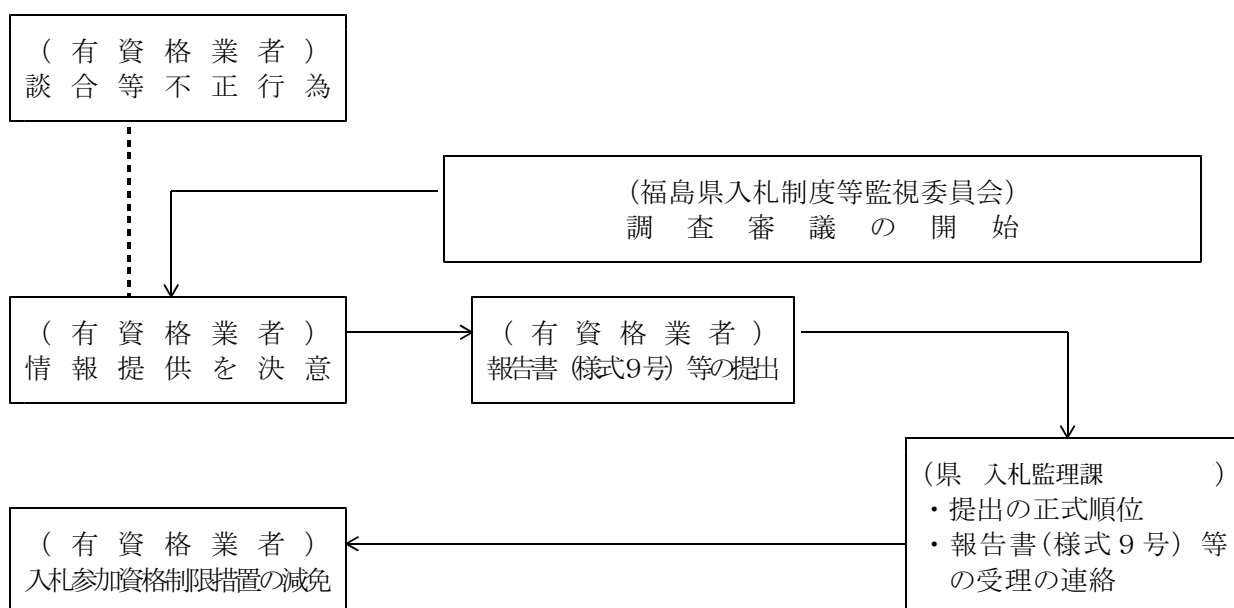 (有資格業者)
談合等不正行為
(福島県入札制度等監視委員会)
調査審議の開始
(有資格業者)
情報提供を決意
(有資格業者)
報告書(様式9号)等の提出
(県 入札監理課 )
・提出の正式順位
・報告書(様式9号)等
の受理の連絡
(有資格業者)
入札参加資格制限措置の減免